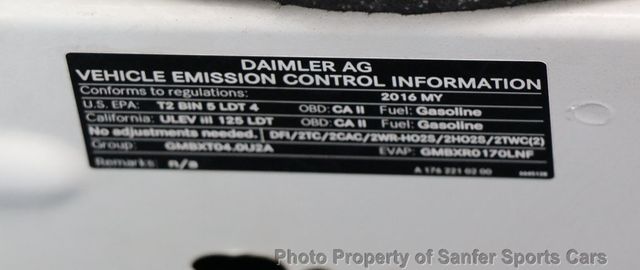 DAIMLER AG
VEHICLE EMISSION CONTROL INFORMATION
Conforms to regulations: 2016 MY
U.S. EPA: T2 BIN 5 LDT 4 OBD: CA II Fuel: Gasoline
California: ULEV III 125 LDT OBD: CA II Fuel: Gasoline
No adjustments needed. DFI/2TC/2CAC/2WR-HO2S/2HO2S/2TWC(2)
Group: GMBXT04.0U2A EVAP: GMBXR0170LNF
Remarks: n/a
A 176 221 02 00
Photo Property of Sanfer Sports Cars